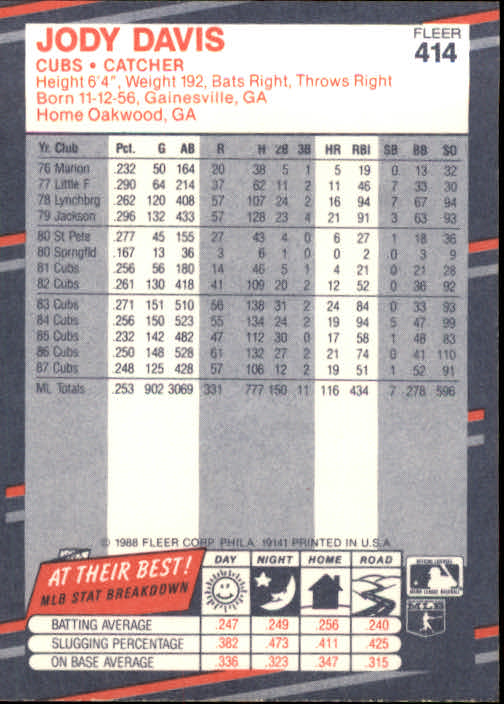 JODY DAVIS
FLEER
414
CUBS • CATCHER
Height 6'4", Weight 192, Bats Right, Throws Right
Born 11-12-56, Gainesville, GA
Home Oakwood, GA
Yr. Club Pct. G AB R H 2B 3B HR RBI SB BB SO
76 Marion .232 50 164 20 38 5 1 5 19 0 13 32
77 Little F .290 64 214 37 62 11 2 11 46 7 33 30
78 Lynchbrg .262 120 408 57 107 24 2 16 94 7 67 94
79 Jackson .296 132 433 57 128 23 4 21 91 3 63 93
80 St Pete .277 45 155 27 43 4 0 6 27 1 18 36
80 Sprngfld .167 13 36 3 6 1 0 0 2 0 3 9
81 Cubs .256 56 180 14 46 5 1 4 21 0 21 28
82 Cubs .261 130 418 41 109 20 2 12 52 0 36 92
83 Cubs .271 151 510 56 138 31 2 24 84 0 33 93
84 Cubs .256 150 523 55 134 24 2 19 94 5 47 99
85 Cubs .232 142 482 47 112 30 0 17 58 1 48 83
86 Cubs .250 148 528 61 132 27 2 21 74 0 41 110
87 Cubs .248 125 428 57 106 12 2 19 51 1 52 91
ML Totals .253 902 3069 331 777 150 11 116 434 7 278 596
© 1988 FLEER CORP. PHILA. 19141 PRINTED IN U.S.A.
AT THEIR BEST!
MLB STAT BREAKDOWN
DAY NIGHT HOME ROAD
BATTING AVERAGE .247 .249 .256 .240
SLUGGING PERCENTAGE .382 .473 .411 .425
ON BASE AVERAGE .336 .323 .347 .315